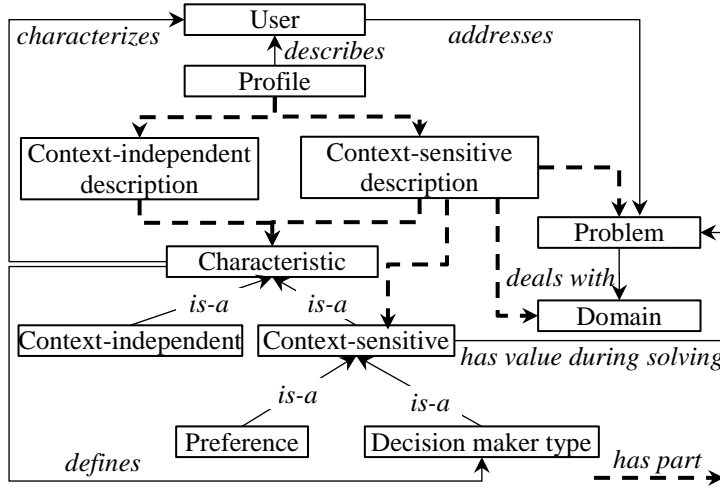 characterizes
User
addresses
describes
Profile
Context-independent
description
Context-sensitive
description
Problem
Characteristic
deals with
is-a
is-a
Domain
Context-independent
Context-sensitive
has value during solving
is-a
is-a
Preference
Decision maker type
defines
has part